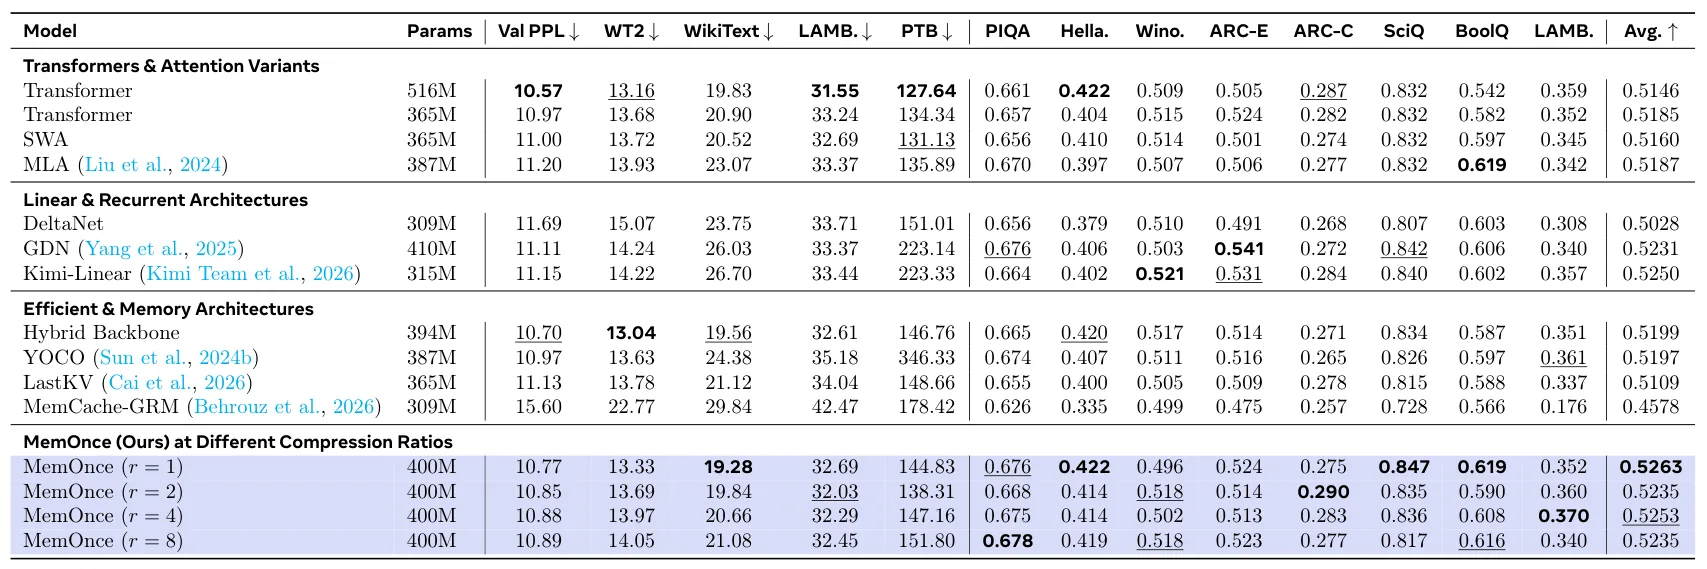 Model Params Val PPL ↓ WT2 ↓ WikiText ↓ LAMB. ↓ PTB ↓ PIQA Hella. Wino. ARC-E ARC-C SciQ BoolQ LAMB. Avg. ↑
Transformers & Attention Variants
Transformer 516M 10.57 13.16 19.83 31.55 127.64 0.661 0.422 0.509 0.505 0.287 0.832 0.542 0.359 0.5146
Transformer 365M 10.97 13.68 20.90 33.24 134.34 0.657 0.404 0.515 0.524 0.282 0.832 0.582 0.352 0.5185
SWA 365M 11.00 13.72 20.52 32.69 131.13 0.656 0.410 0.514 0.501 0.274 0.832 0.597 0.345 0.5160
MLA (Liu et al., 2024) 387M 11.20 13.93 23.07 33.37 135.89 0.670 0.397 0.507 0.506 0.277 0.832 0.619 0.342 0.5187
Linear & Recurrent Architectures
DeltaNet 309M 11.69 15.07 23.75 33.71 151.01 0.656 0.379 0.510 0.491 0.268 0.807 0.603 0.308 0.5028
GDN (Yang et al., 2025) 410M 11.11 14.24 26.03 33.37 223.14 0.676 0.406 0.503 0.541 0.272 0.842 0.606 0.340 0.5231
Kimi-Linear (Kimi Team et al., 2026) 315M 11.15 14.22 26.70 33.44 223.33 0.664 0.402 0.521 0.531 0.284 0.840 0.602 0.357 0.5250
Efficient & Memory Architectures
Hybrid Backbone 394M 10.70 13.04 19.56 32.61 146.76 0.665 0.420 0.517 0.514 0.271 0.834 0.587 0.351 0.5199
YOCO (Sun et al., 2024b) 387M 10.97 13.63 24.38 35.18 346.33 0.674 0.407 0.511 0.516 0.265 0.826 0.597 0.361 0.5197
LastKV (Cai et al., 2026) 365M 11.13 13.78 21.12 34.04 148.66 0.655 0.400 0.505 0.509 0.278 0.815 0.588 0.337 0.5109
MemCache-GRM (Behrouz et al., 2026) 309M 15.60 22.77 29.84 42.47 178.42 0.626 0.335 0.499 0.475 0.257 0.728 0.566 0.176 0.4578
MemOnce (Ours) at Different Compression Ratios
MemOnce (r = 1) 400M 10.77 13.33 19.28 32.69 144.83 0.676 0.422 0.496 0.524 0.275 0.847 0.619 0.352 0.5263
MemOnce (r = 2) 400M 10.85 13.69 19.84 32.03 138.31 0.668 0.414 0.518 0.514 0.290 0.835 0.590 0.360 0.5235
MemOnce (r = 4) 400M 10.88 13.97 20.66 32.29 147.16 0.675 0.414 0.502 0.513 0.283 0.836 0.608 0.370 0.5253
MemOnce (r = 8) 400M 10.89 14.05 21.08 32.45 151.80 0.678 0.419 0.518 0.523 0.277 0.817 0.616 0.340 0.5235